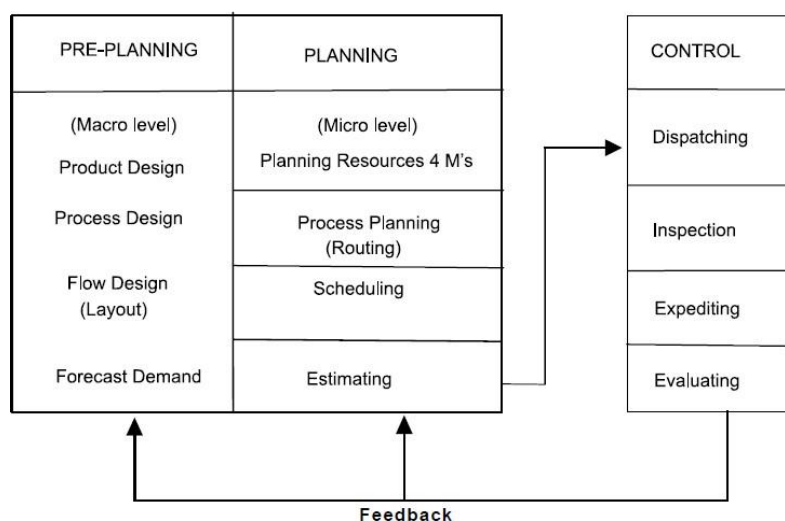 PRE-PLANNING
(Macro level)
Product Design
Process Design
Flow Design
(Layout)
Forecast Demand
PLANNING
(Micro level)
Planning Resources 4 M's
Process Planning
(Routing)
Scheduling
Estimating
CONTROL
Dispatching
Inspection
Expediting
Evaluating
Feedback